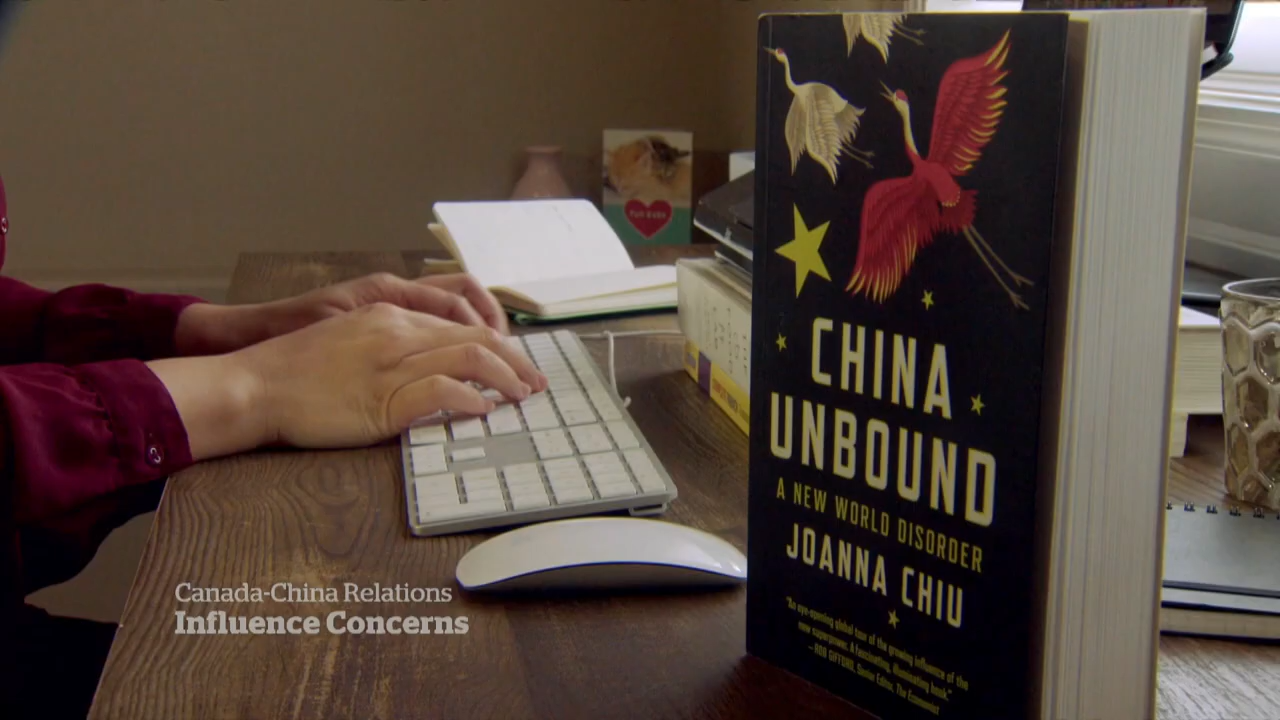 CHINA
UNBOUND
A NEW WORLD DISORDER
JOANNA CHIU
"An eye-opening global tour of the growing influence of the
new superpower. A fascinating, illuminating book."
—ROB GIFFORD, Senior Editor, The Economist
Canada-China Relations
Influence Concerns